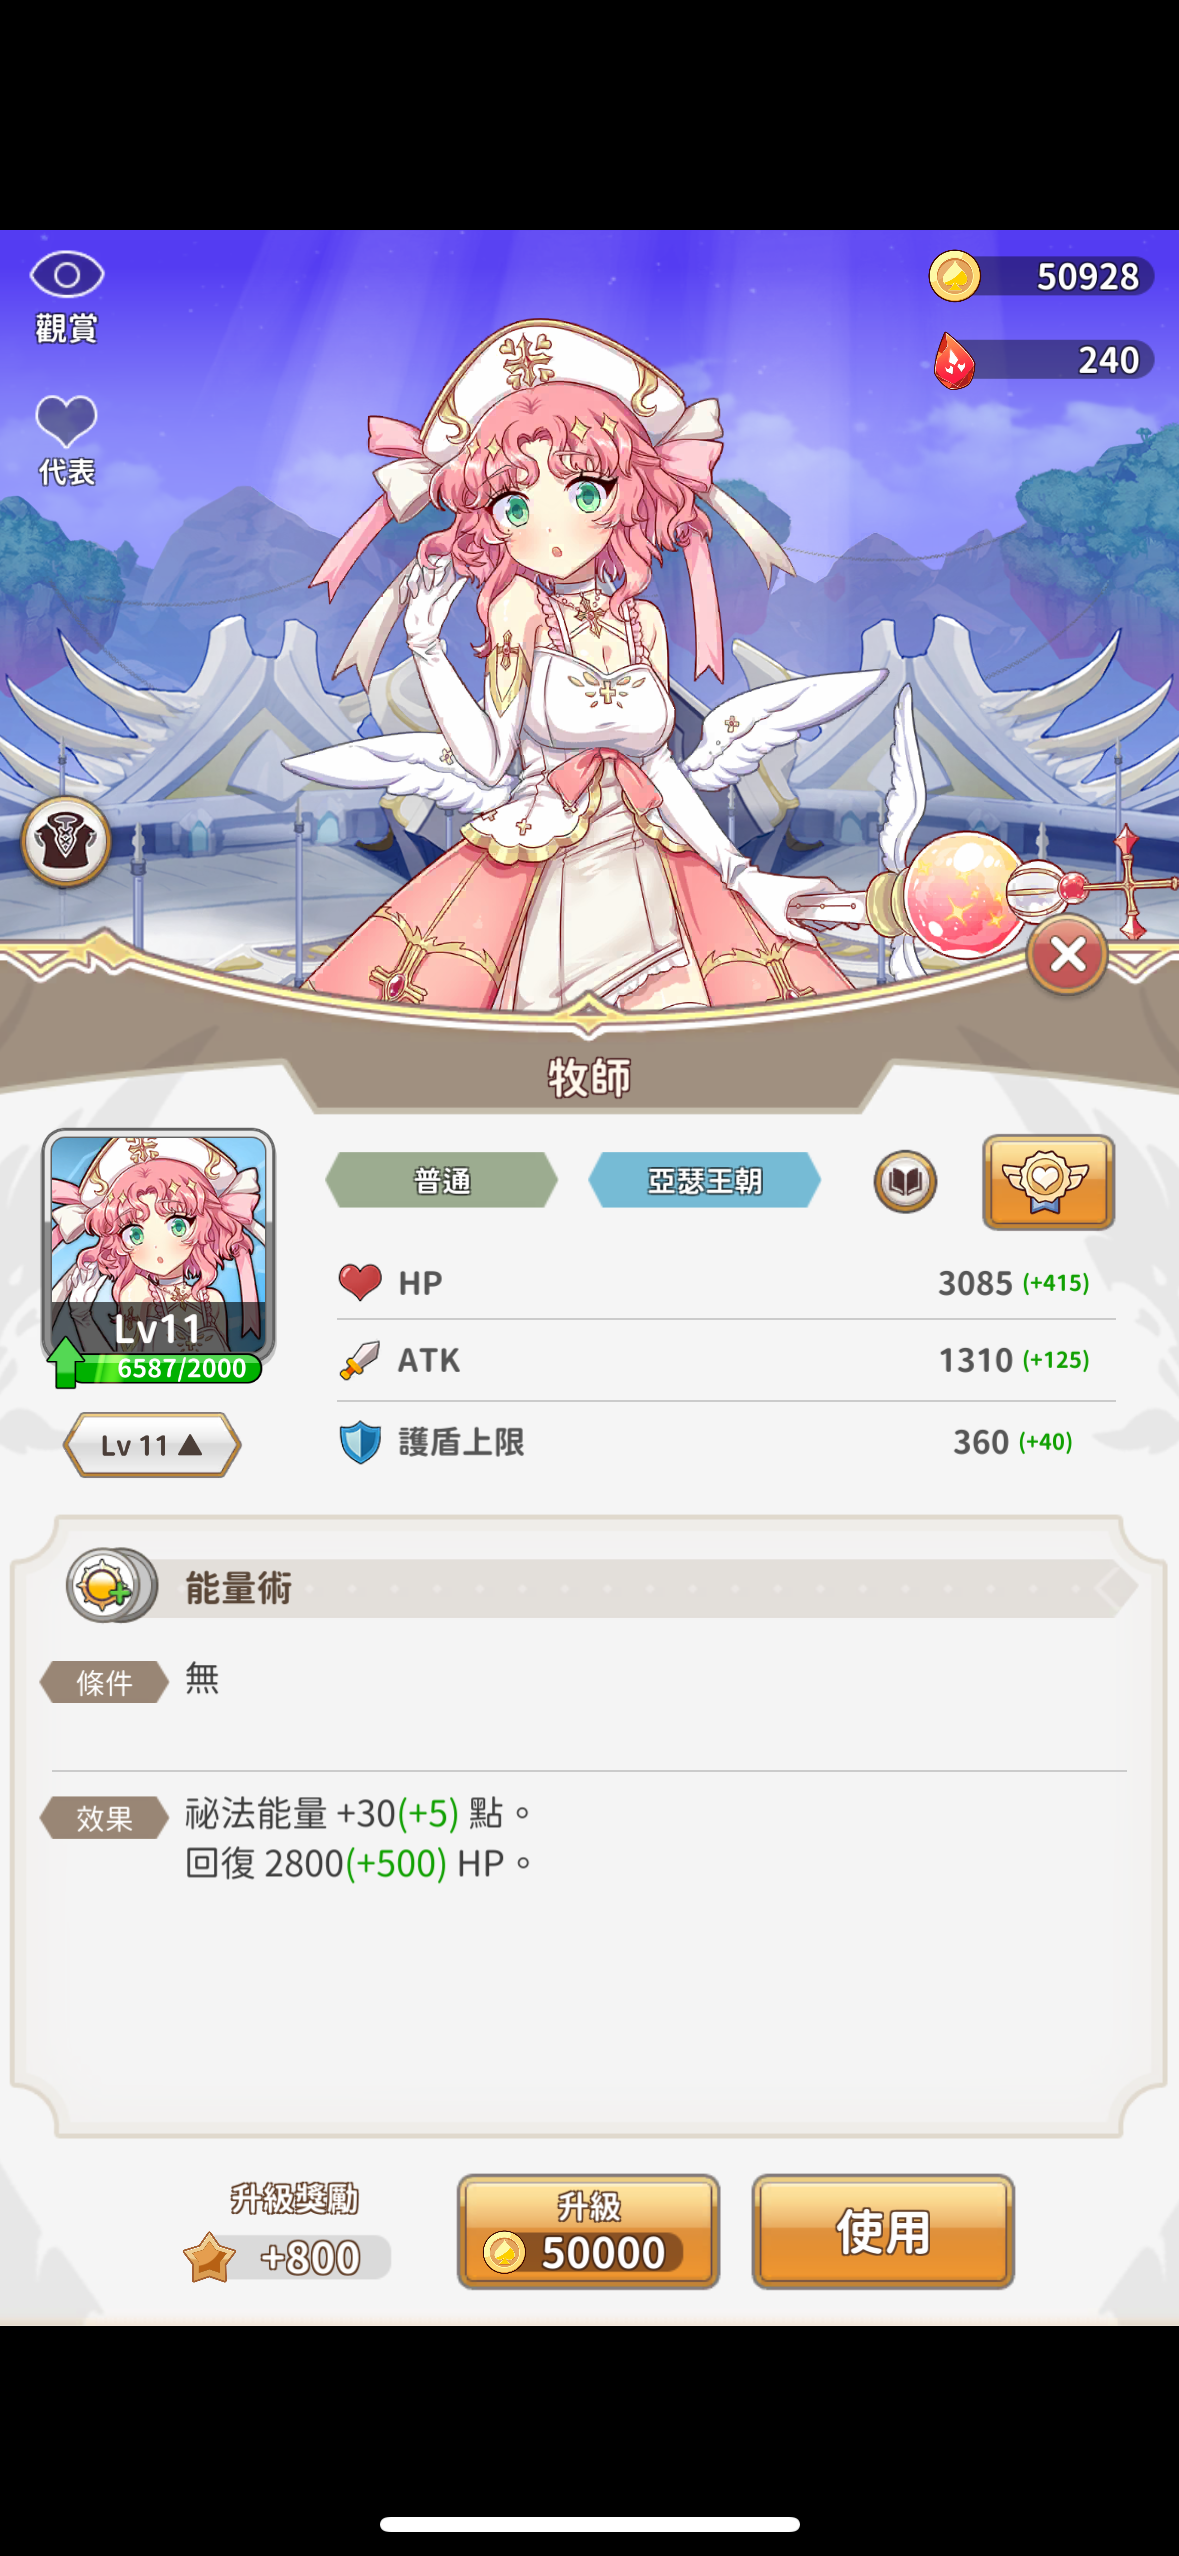 觀賞
50928
240
代表
牧師
普通
亞瑟王朝
HP
3085 (+415)
Lv11
6587/2000
ATK
1310 (+125)
Lv 11 ▲
護盾上限
360 (+40)
能量術
條件
無
效果
祕法能量 +30(+5) 點。
回復 2800(+500) HP。
升級獎勵
+800
升級
50000
使用